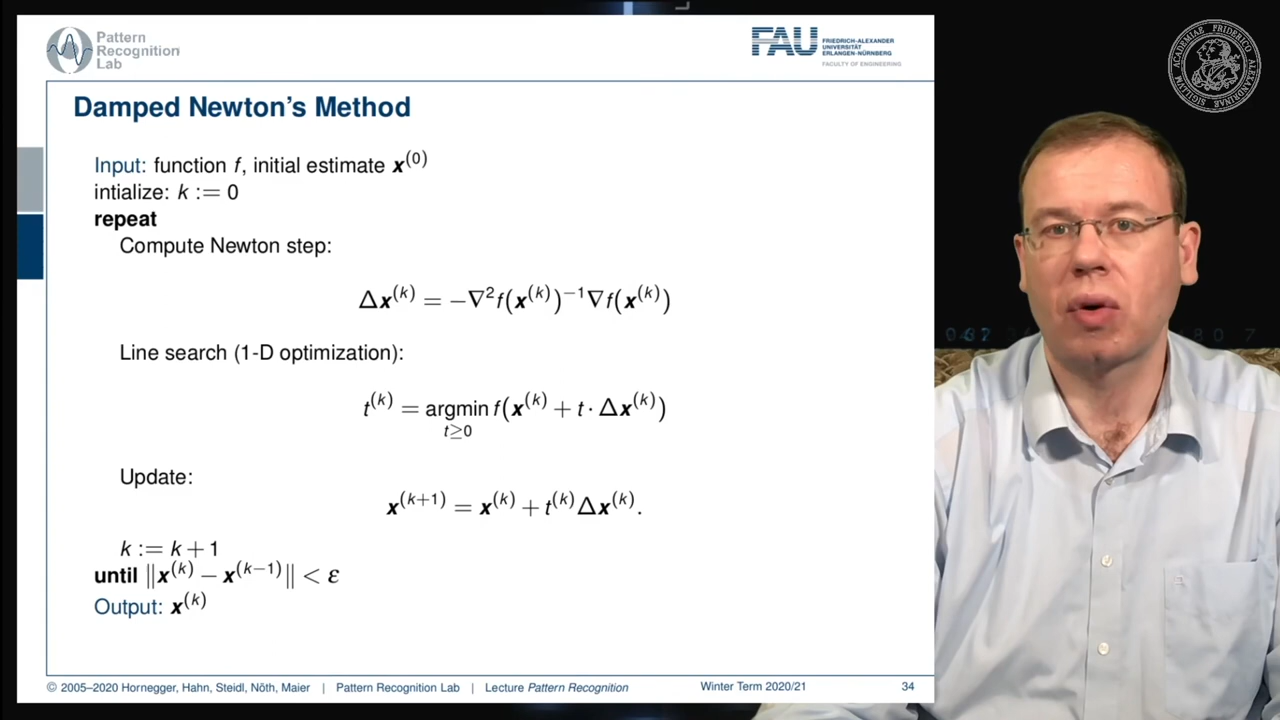 Pattern
Recognition
Lab
FAU
FRIEDRICH-ALEXANDER
UNIVERSITÄT
ERLANGEN-NÜRNBERG
FACULTY OF ENGINEERING
Damped Newton's Method
Input: function f, initial estimate x^(0)
intialize: k := 0
repeat
Compute Newton step:
Δx^(k) = −∇²f(x^(k))^−1 ∇f(x^(k))
Line search (1-D optimization):
t^(k) = argmin f(x^(k) + t · Δx^(k))
t≥0
Update:
x^(k+1) = x^(k) + t^(k) Δx^(k).
k := k + 1
until ‖x^(k) − x^(k−1)‖ < ε
Output: x^(k)
© 2005–2020 Hornegger, Hahn, Steidl, Nöth, Maier | Pattern Recognition Lab | Lecture Pattern Recognition Winter Term 2020/21 34